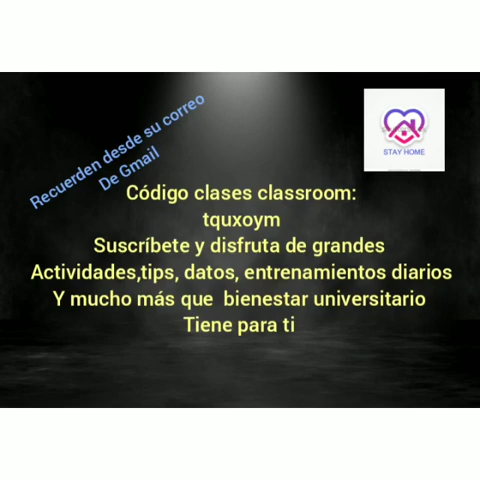 Recuerden desde su correo
De Gmail
STAY HOME
Código clases classroom:
tquxoym
Suscríbete y disfruta de grandes
Actividades,tips, datos, entrenamientos diarios
Y mucho más que bienestar universitario
Tiene para ti